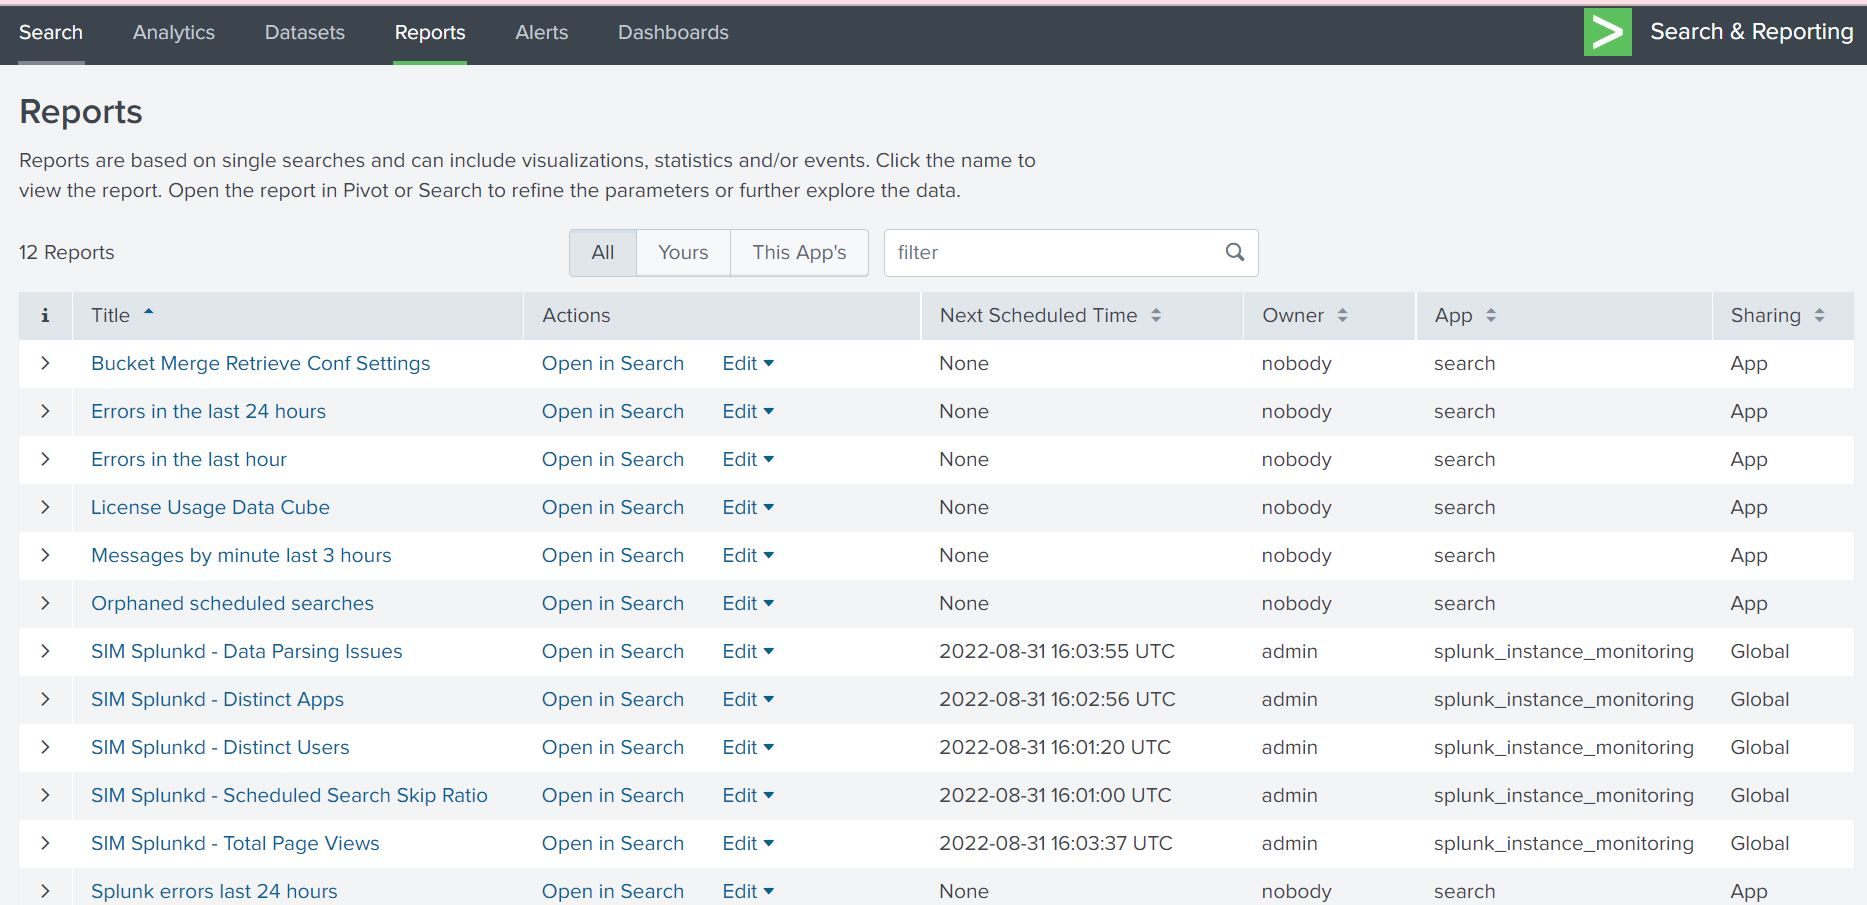 Search Analytics Datasets Reports Alerts Dashboards Search & Reporting
Reports
Reports are based on single searches and can include visualizations, statistics and/or events. Click the name to
view the report. Open the report in Pivot or Search to refine the parameters or further explore the data.
12 Reports All Yours This App's filter
i Title Actions Next Scheduled Time Owner App Sharing
Bucket Merge Retrieve Conf Settings Open in Search Edit None nobody search App
Errors in the last 24 hours Open in Search Edit None nobody search App
Errors in the last hour Open in Search Edit None nobody search App
License Usage Data Cube Open in Search Edit None nobody search App
Messages by minute last 3 hours Open in Search Edit None nobody search App
Orphaned scheduled searches Open in Search Edit None nobody search App
SIM Splunkd - Data Parsing Issues Open in Search Edit 2022-08-31 16:03:55 UTC admin splunk_instance_monitoring Global
SIM Splunkd - Distinct Apps Open in Search Edit 2022-08-31 16:02:56 UTC admin splunk_instance_monitoring Global
SIM Splunkd - Distinct Users Open in Search Edit 2022-08-31 16:01:20 UTC admin splunk_instance_monitoring Global
SIM Splunkd - Scheduled Search Skip Ratio Open in Search Edit 2022-08-31 16:01:00 UTC admin splunk_instance_monitoring Global
SIM Splunkd - Total Page Views Open in Search Edit 2022-08-31 16:03:37 UTC admin splunk_instance_monitoring Global
Splunk errors last 24 hours Open in Search Edit None nobody search App